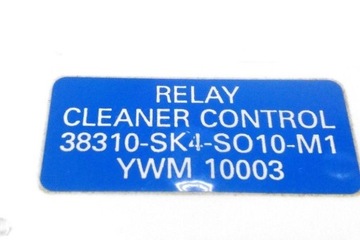 RELAY
CLEANER CONTROL
38310-SK4-SO10-M1
YWM 10003